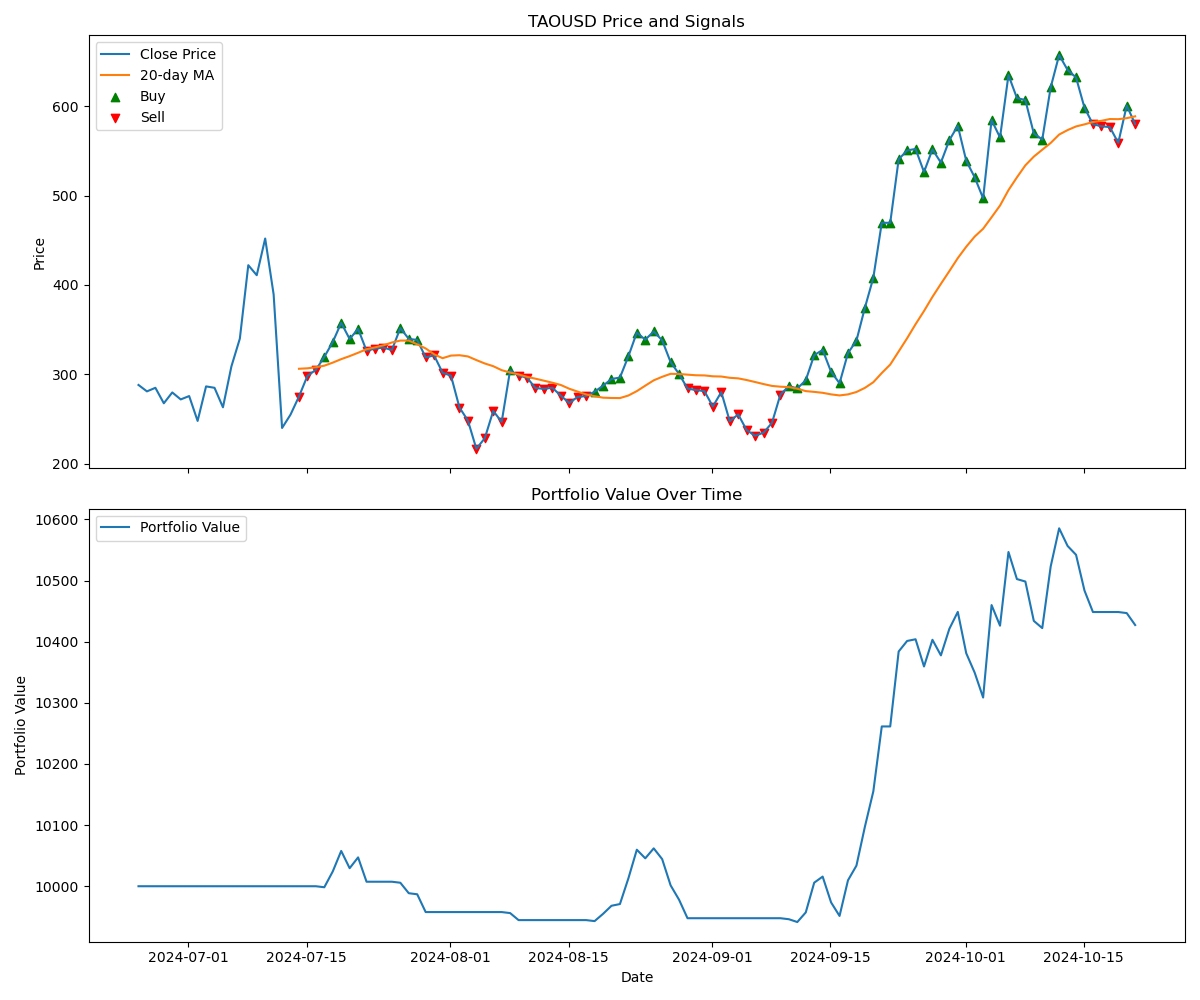 TAOUSD Price and Signals
Close Price
20-day MA
Buy
Sell
600
500
400
300
200
Price
Portfolio Value Over Time
Portfolio Value
10600
10500
10400
10300
10200
10100
10000
Portfolio Value
2024-07-01 2024-07-15 2024-08-01 2024-08-15 2024-09-01 2024-09-15 2024-10-01 2024-10-15
Date